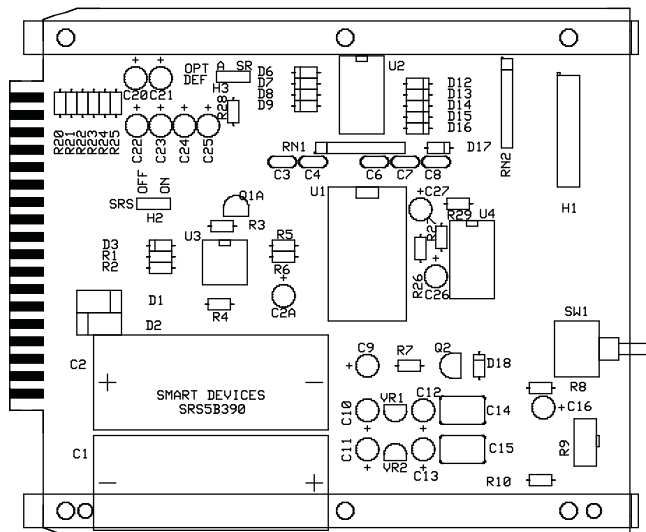 OPT A SR
DEF
H3
C20 C21
R28
D6
D7
D8
D9
U2
D12
D13
D14
D15
D16
D17
RN1
RN2
H1
R20
R21
R22
R23
R24
R25
C22
C23
C24
C25
C3 C4 C6 C7 C8
OFF
ON
SRS
H2
Q1A
R3
U1
C27
R29
U4
R27
R26
C26
U3
R5
R6
D3
R1
R2
R4
C2A
D1
D2
SW1
C2
C9
R7
Q2
D18
R8
SMART DEVICES
SRS5B390
C10
VR1
C12
C14
C16
C11
VR2
C13
C15
R9
C1
R10